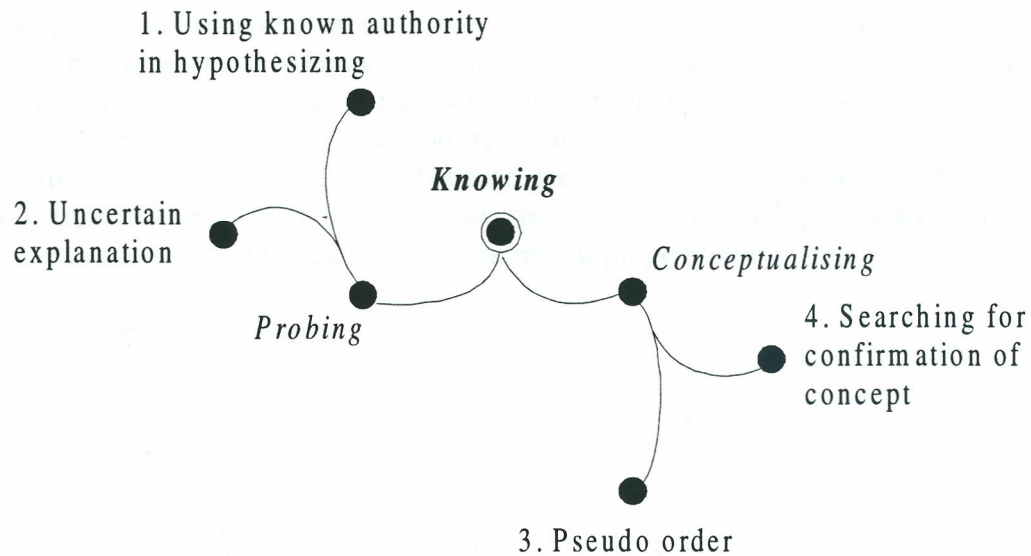 1. Using known authority
in hypothesizing
Knowing
2. Uncertain
explanation
Conceptualising
Probing
4. Searching for
confirmation of
concept
3. Pseudo order